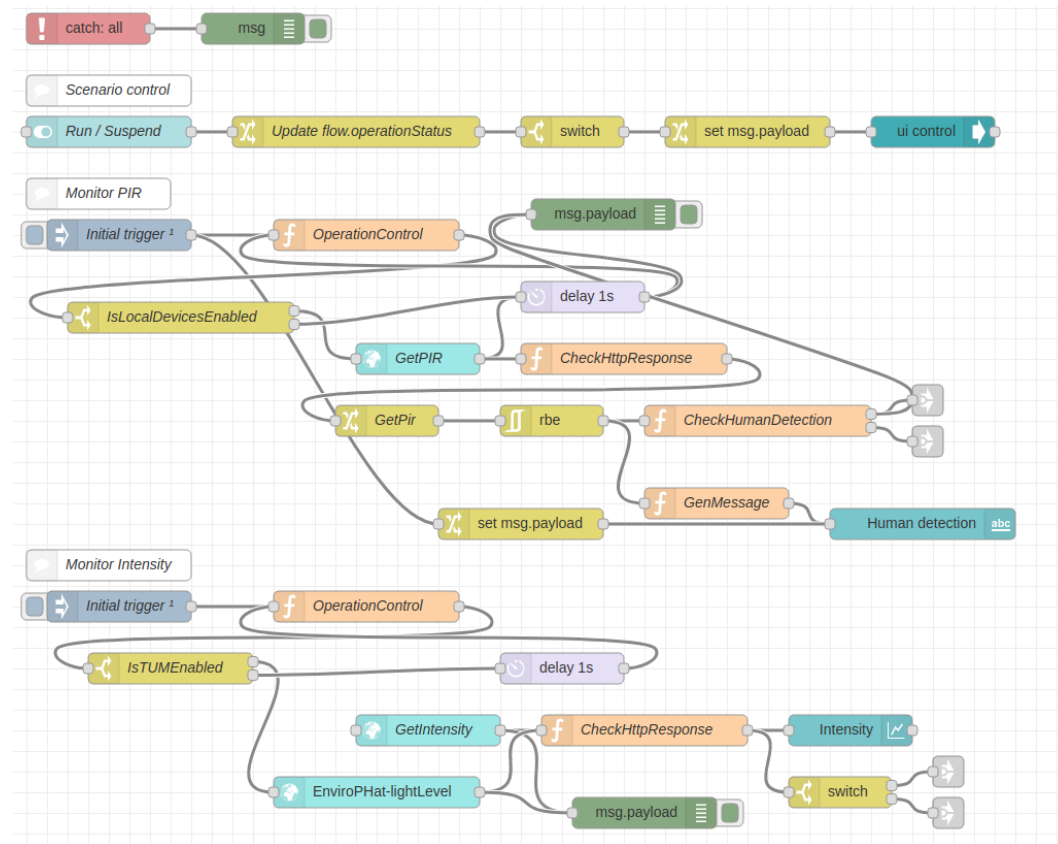 catch: all
msg
Scenario control
Run / Suspend
Update flow.operationStatus
switch
set msg.payload
ui control
Monitor PIR
msg.payload
Initial trigger ¹
OperationControl
delay 1s
IsLocalDevicesEnabled
GetPIR
CheckHttpResponse
GetPir
rbe
CheckHumanDetection
GenMessage
set msg.payload
Human detection
abc
Monitor Intensity
Initial trigger ¹
OperationControl
IsTUMEnabled
delay 1s
GetIntensity
CheckHttpResponse
Intensity
EnviroPHat-lightLevel
switch
msg.payload